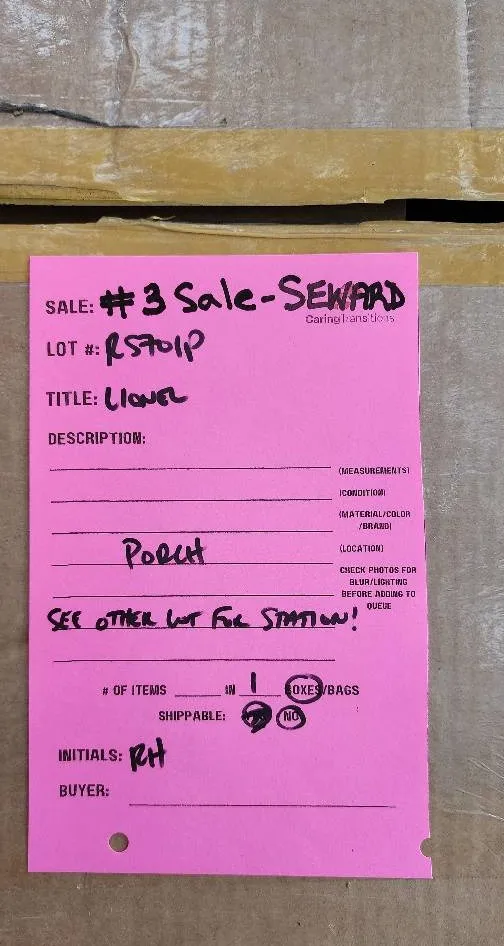 SALE: #3 Sale-SEWARD
Caring Transitions
LOT #: RS701P
TITLE: LIONEL
DESCRIPTION:
(MEASUREMENTS)
(CONDITION)
(MATERIAL/COLOR
/BRAND)
PORCH (LOCATION)
CHECK PHOTOS FOR
BLUR/LIGHTING
BEFORE ADDING TO
QUEUE
SEE OTHER LOT FOR STATION!
# OF ITEMS IN 1 BOXES/BAGS
SHIPPABLE: NO
INITIALS: RH
BUYER: